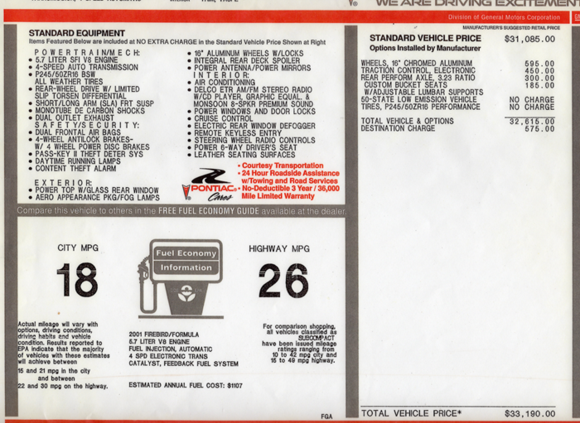 WE ARE DRIVING EXCITEMENT
Division of General Motors Corporation
STANDARD EQUIPMENT
Items Featured Below are Included at NO EXTRA CHARGE in the Standard Vehicle Price Shown at Right
POWERTRAIN/MECH:
• 5.7 LITER SFI V8 ENGINE
• 4-SPEED AUTO TRANSMISSION
• P245/50ZR16 BSW
ALL WEATHER TIRES
• REAR-WHEEL DRIVE W/ LIMITED
SLIP TORSEN DIFFERENTIAL
• SHORT/LONG ARM (SLA) FRT SUSP
• MONOTUBE DE CARBON SHOCKS
• DUAL OUTLET EXHAUST
SAFETY/SECURITY:
• DUAL FRONTAL AIR BAGS
• 4-WHEEL ANTILOCK BRAKES-
W/ 4 WHEEL POWER DISC BRAKES
• PASS-KEY II THEFT DETER SYS
• DAYTIME RUNNING LAMPS
• CONTENT THEFT ALARM
EXTERIOR:
• POWER TOP W/GLASS REAR WINDOW
• AERO APPEARANCE PKG/FOG LAMPS
• 16" ALUMINUM WHEELS W/LOCKS
• INTEGRAL REAR DECK SPOILER
• POWER ANTENNA/POWER MIRRORS
INTERIOR:
• AIR CONDITIONING
• DELCO ETR AM/FM STEREO RADIO
W/CD PLAYER, GRAPHIC EQUAL, &
MONSOON 8-SPKR PREMIUM SOUND
• POWER WINDOWS AND DOOR LOCKS
• CRUISE CONTROL
• ELECTRIC REAR WINDOW DEFOGGER
• REMOTE KEYLESS ENTRY
• STEERING WHEEL RADIO CONTROLS
• POWER 6-WAY DRIVER'S SEAT
• LEATHER SEATING SURFACES
PONTIAC Cares
• Courtesy Transportation
• 24 Hour Roadside Assistance
w/Towing and Road Services
• No-Deductible 3 Year / 36,000
Mile Limited Warranty
MANUFACTURER'S SUGGESTED RETAIL PRICE
STANDARD VEHICLE PRICE $31,085.00
Options Installed by Manufacturer
WHEELS, 16" CHROMED ALUMINUM 595.00
TRACTION CONTROL, ELECTRONIC 450.00
REAR PERFORM AXLE, 3.23 RATIO 300.00
CUSTOM BUCKET SEATS 185.00
W/ADJUSTABLE LUMBAR SUPPORTS
50-STATE LOW EMISSION VEHICLE NO CHARGE
TIRES, P245/50ZR16 PERFORMANCE NO CHARGE
TOTAL VEHICLE & OPTIONS 32,615.00
DESTINATION CHARGE 575.00
TOTAL VEHICLE PRICE* $33,190.00
Compare this vehicle to others in the FREE FUEL ECONOMY GUIDE available at the dealer.
CITY MPG
18
Fuel Economy
Information
HIGHWAY MPG
26
Actual mileage will vary with
options, driving conditions,
driving habits and vehicle
condition. Results reported to
EPA indicate that the majority
of vehicles with these estimates
will achieve between
15 and 21 mpg in the city
and between
22 and 30 mpg on the highway.
2001 FIREBIRD/FORMULA
5.7 LITER V8 ENGINE
FUEL INJECTION, AUTOMATIC
4 SPD ELECTRONIC TRANS
CATALYST, FEEDBACK FUEL SYSTEM
ESTIMATED ANNUAL FUEL COST: $1107
For comparison shopping,
all vehicles classified as
SUBCOMPACT
have been issued mileage
ratings ranging from
10 to 42 mpg city and
15 to 49 mpg highway.
FGA